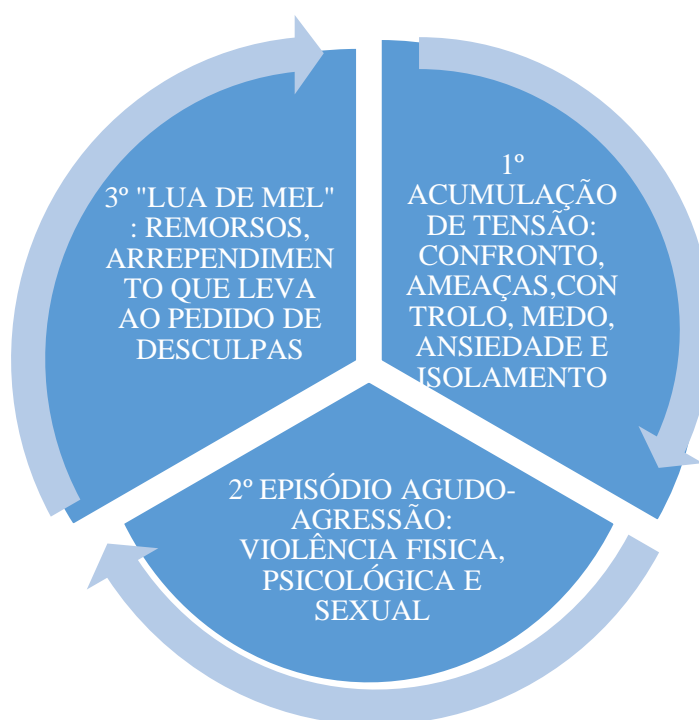 1º
ACUMULAÇÃO
DE TENSÃO:
CONFRONTO,
AMEAÇAS,CON
TROLO, MEDO,
ANSIEDADE E
ISOLAMENTO
2º EPISÓDIO AGUDO-
AGRESSÃO:
VIOLÊNCIA FISICA,
PSICOLÓGICA E
SEXUAL
3º "LUA DE MEL"
: REMORSOS,
ARREPENDIMEN
TO QUE LEVA
AO PEDIDO DE
DESCULPAS